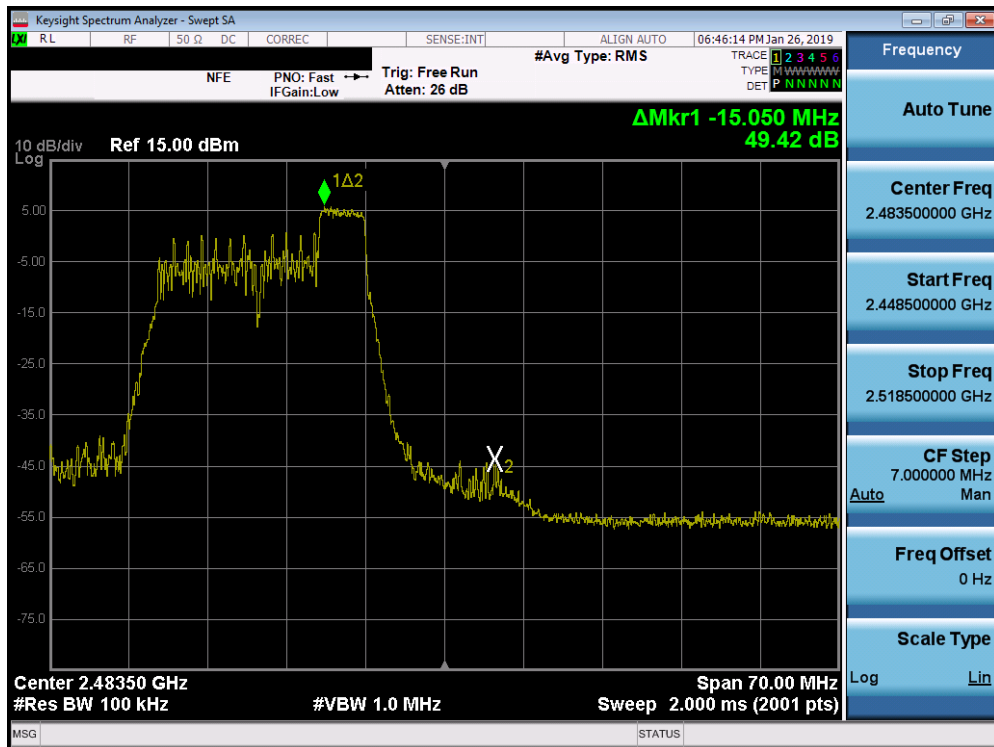 Keysight Spectrum Analyzer - Swept SA
LXI RL RF 50 Ω DC CORREC SENSE:INT ALIGN AUTO 06:46:14 PM Jan 26, 2019
NFE PNO: Fast IFGain:Low Trig: Free Run Atten: 26 dB #Avg Type: RMS
TRACE 1 2 3 4 5 6
TYPE M W W W W W
DET P N N N N N
ΔMkr1 -15.050 MHz
49.42 dB
10 dB/div Ref 15.00 dBm
Log
1Δ2
5.00
-5.00
-15.0
-25.0
-35.0
-45.0
X2
-55.0
-65.0
-75.0
Center 2.48350 GHz Span 70.00 MHz
#Res BW 100 kHz #VBW 1.0 MHz Sweep 2.000 ms (2001 pts)
MSG STATUS
Frequency
Auto Tune
Center Freq
2.483500000 GHz
Start Freq
2.448500000 GHz
Stop Freq
2.518500000 GHz
CF Step
7.000000 MHz
Auto Man
Freq Offset
0 Hz
Scale Type
Log Lin